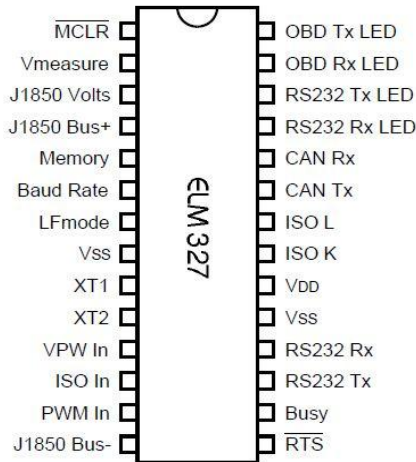 MCLR OBD Tx LED
Vmeasure OBD Rx LED
J1850 Volts RS232 Tx LED
J1850 Bus+ RS232 Rx LED
Memory CAN Rx
Baud Rate CAN Tx
LFmode ISO L
Vss ISO K
XT1 VDD
XT2 Vss
VPW In RS232 Rx
ISO In RS232 Tx
PWM In Busy
J1850 Bus- RTS
ELM 327